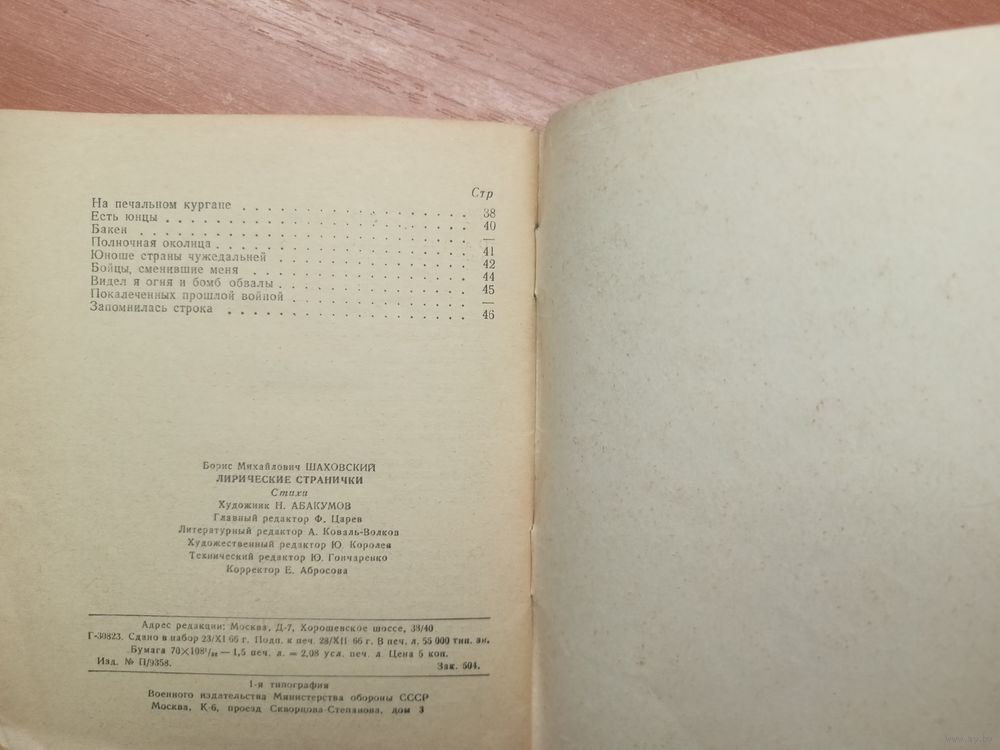 Стр
На печальном кургане . . . . . . . . . . . . . . . . . 38
Есть юнцы . . . . . . . . . . . . . . . . . . . . . 40
Бакен . . . . . . . . . . . . . . . . . . . . . . —
Полночная околица . . . . . . . . . . . . . . . . . . 41
Юноше страны чужедальней . . . . . . . . . . . . . . . 42
Бойцы, сменившие меня . . . . . . . . . . . . . . . . 44
Видел я огня и бомб обвалы . . . . . . . . . . . . . . . 45
Покалеченных прошлой войной . . . . . . . . . . . . . . —
Запомнилась строка . . . . . . . . . . . . . . . . . . 46
Борис Михайлович ШАХОВСКИЙ
ЛИРИЧЕСКИЕ СТРАНИЧКИ
Стихи
Художник Н. АБАКУМОВ
Главный редактор Ф. Царев
Литературный редактор А. Коваль-Волков
Художественный редактор Ю. Королев
Технический редактор Ю. Гончаренко
Корректор Е. Абросова
Адрес редакции: Москва, Д-7, Хорошевское шоссе, 38/40
Г-30823. Сдано в набор 23/XI 66 г. Подп. к печ. 28/XII 66 г. В печ. л. 55 000 тип. зн.
Бумага 70×108¹/₃₂ — 1,5 печ. л. = 2,08 усл. печ. л. Цена 5 коп.
Изд. № П/9358. Зак. 504.
1-я типография
Военного издательства Министерства обороны СССР
Москва, К-6, проезд Скворцова-Степанова, дом 3